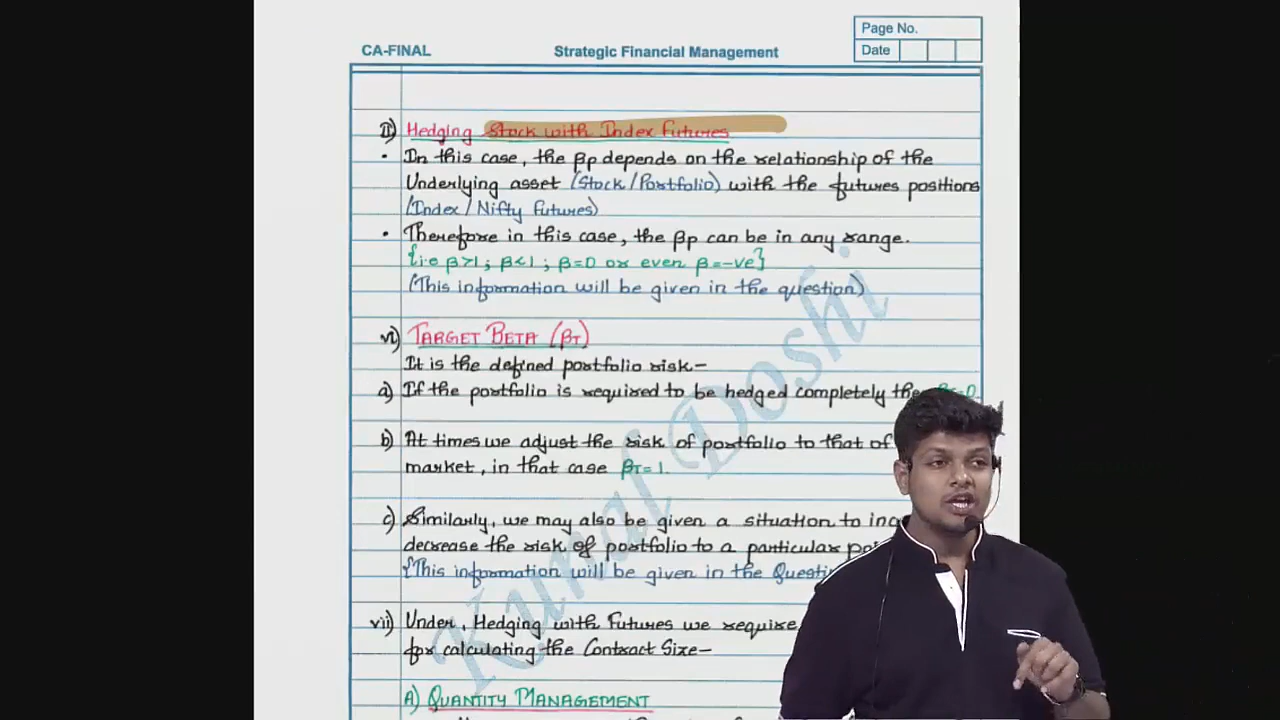 Page No.
CA-FINAL
Strategic Financial Management
Date
II) Hedging Stock with Index Futures
• In this case, the βp depends on the relationship of the
Underlying asset (Stock/Portfolio) with the futures positions
(Index/Nifty Futures)
• Therefore in this case, the βp can be in any range.
{i.e β>1; β<1; β=0 or even β=-ve}
(This information will be given in the question)
vi) TARGET BETA (βT)
It is the defined portfolio risk-
a) If the portfolio is required to be hedged completely
b) At times we adjust the risk of portfolio to that of
market, in that case βT=1.
c) Similarly, we may also be given a situation to
decrease the risk of portfolio to a particular
{This information will be given in the
vii) Under, Hedging with Futures we require
for calculating the Contract Size-
A) QUANTITY MANAGEMENT
Kunal Doshi